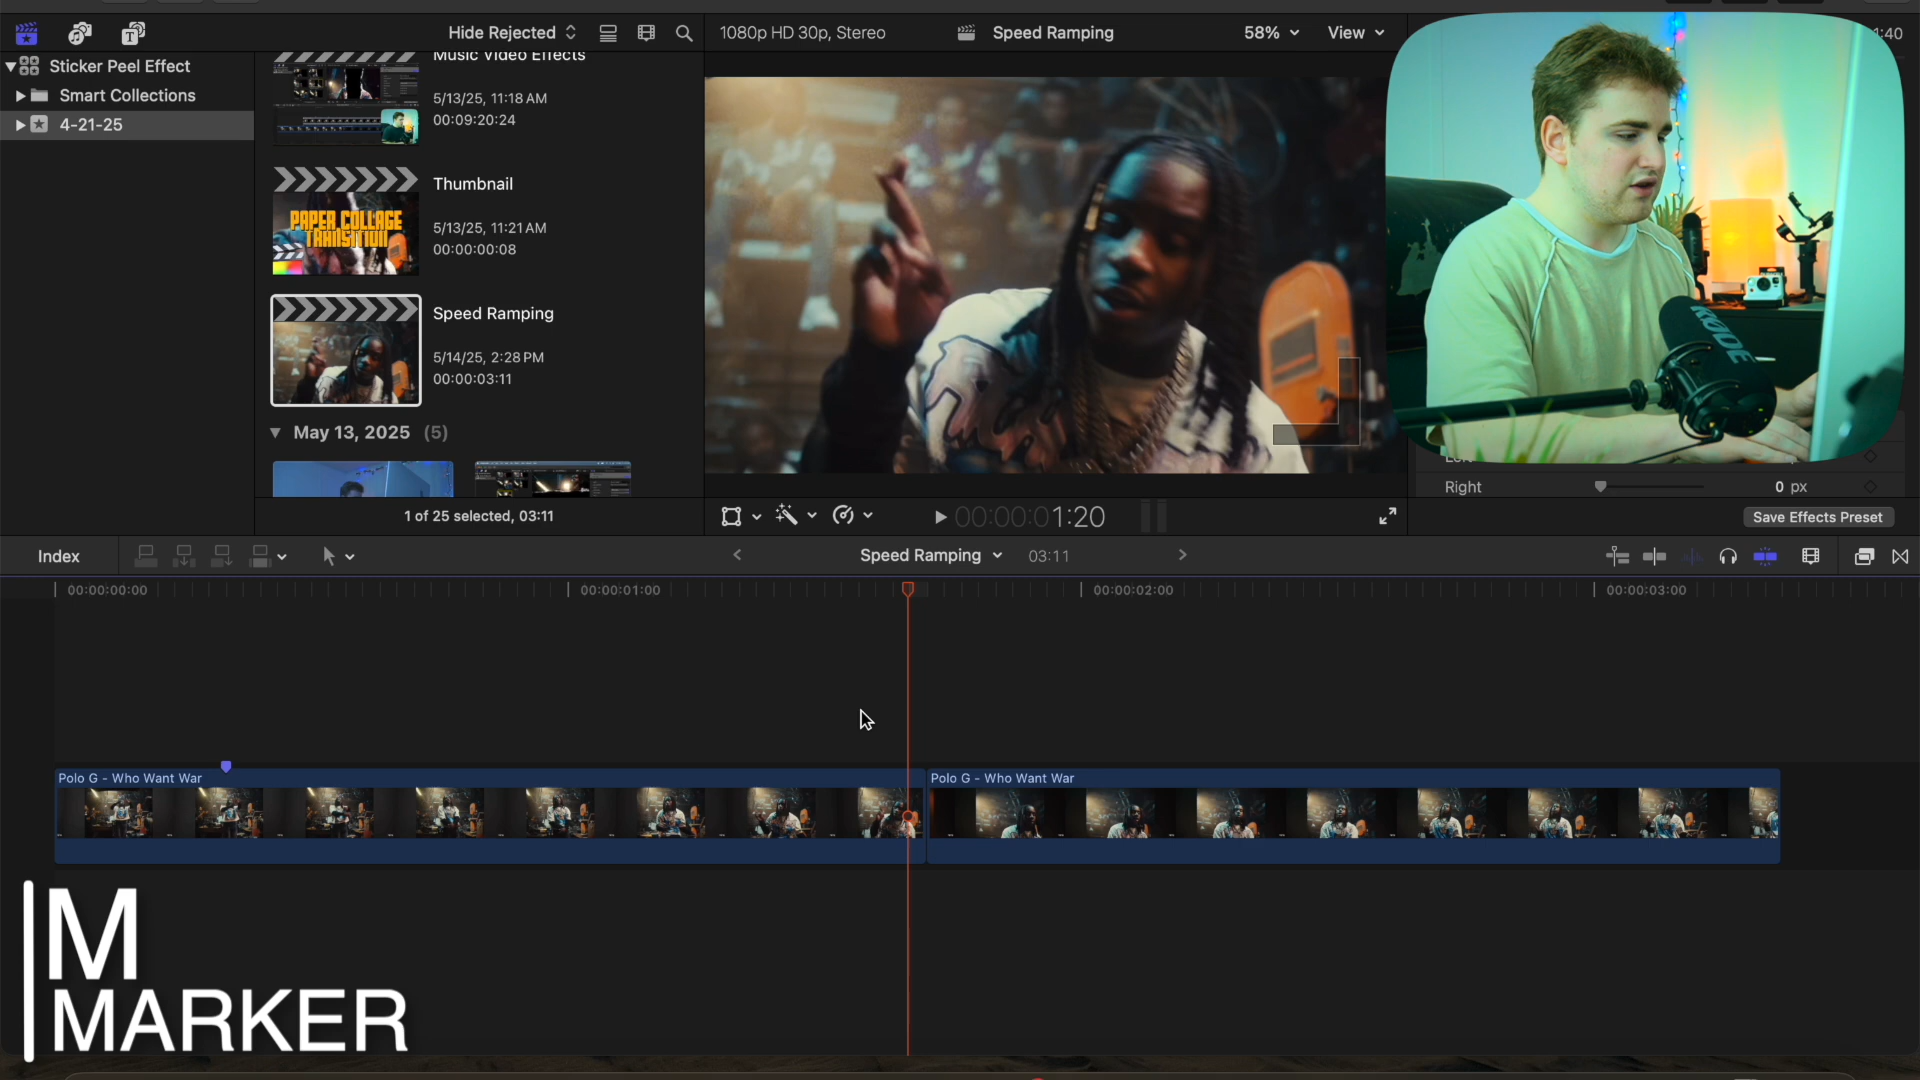 Hide Rejected
1080p HD 30p, Stereo
Speed Ramping
58%
View
:40
Sticker Peel Effect
Smart Collections
4-21-25
Music Video Effects
5/13/25, 11:18 AM
00:09:20:24
Thumbnail
PAPER COLLAGE
TRANSITION
5/13/25, 11:21 AM
00:00:00:08
Speed Ramping
5/14/25, 2:28 PM
00:00:03:11
May 13, 2025 (5)
1 of 25 selected, 03:11
00:00:01:20
RØDE
Right
0 px
Save Effects Preset
Index
Speed Ramping
03:11
00:00:00:00
00:00:01:00
00:00:02:00
00:00:03:00
Polo G - Who Want War
Polo G - Who Want War
M
MARKER